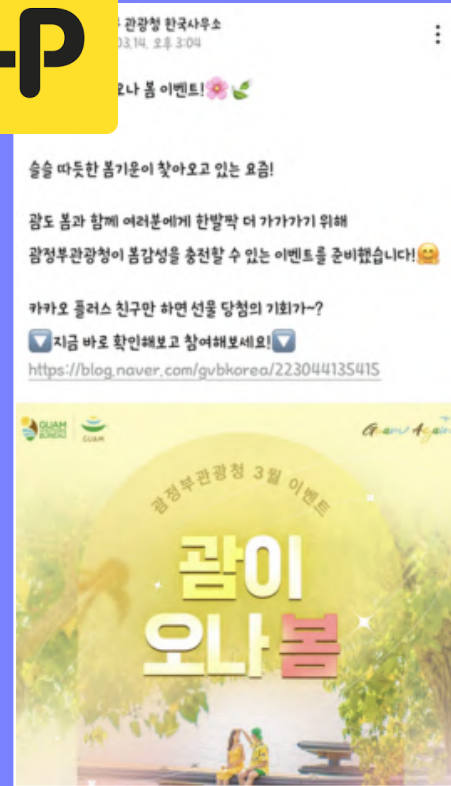 P
관광청 한국사무소
03.14. 오후 3:04
오나 봄 이벤트!🌸🌿
슬슬 따듯한 봄기운이 찾아오고 있는 요즘!
괌도 봄과 함께 여러분에게 한발짝 더 가가가기 위해
괌정부관광청이 봄감성을 충전할 수 있는 이벤트를 준비했습니다!🤗
카카오 플러스 친구만 하면 선물 당첨의 기회가~?
🔽지금 바로 확인해보고 참여해보세요!🔽
https://blog.naver.com/gvbkorea/223044135415
GUAM
BUREAU
GUAM
Guam Again
괌정부관광청 3월 이벤트
괌이
오나봄